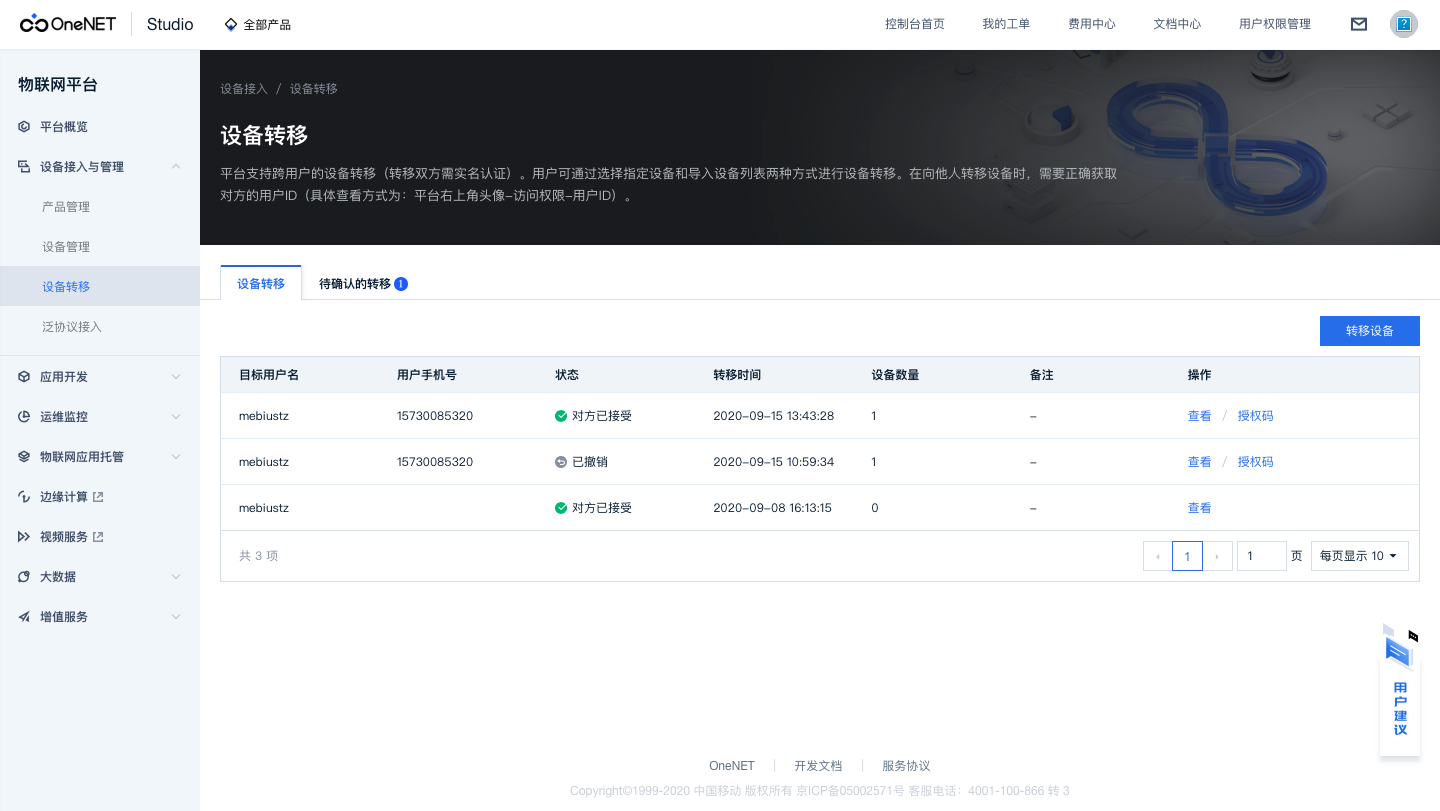 OneNET Studio 全部产品 控制台首页 我的工单 费用中心 文档中心 用户权限管理
物联网平台
平台概览
设备接入与管理
产品管理
设备管理
设备转移
泛协议接入
应用开发
运维监控
物联网应用托管
边缘计算
视频服务
大数据
增值服务
设备接入 / 设备转移
设备转移
平台支持跨用户的设备转移（转移双方需实名认证）。用户可通过选择指定设备和导入设备列表两种方式进行设备转移。在向他人转移设备时，需要正确获取
对方的用户ID（具体查看方式为：平台右上角头像-访问权限-用户ID）。
设备转移 待确认的转移 1
转移设备
目标用户名 用户手机号 状态 转移时间 设备数量 备注 操作
mebiustz 15730085320 对方已接受 2020-09-15 13:43:28 1 - 查看 / 授权码
mebiustz 15730085320 已撤销 2020-09-15 10:59:34 1 - 查看 / 授权码
mebiustz 对方已接受 2020-09-08 16:13:15 0 - 查看
共 3 项 1 1 页 每页显示 10
用
户
建
议
OneNET 开发文档 服务协议
Copyright©1999-2020 中国移动 版权所有 京ICP备05002571号 客服电话：4001-100-866 转 3